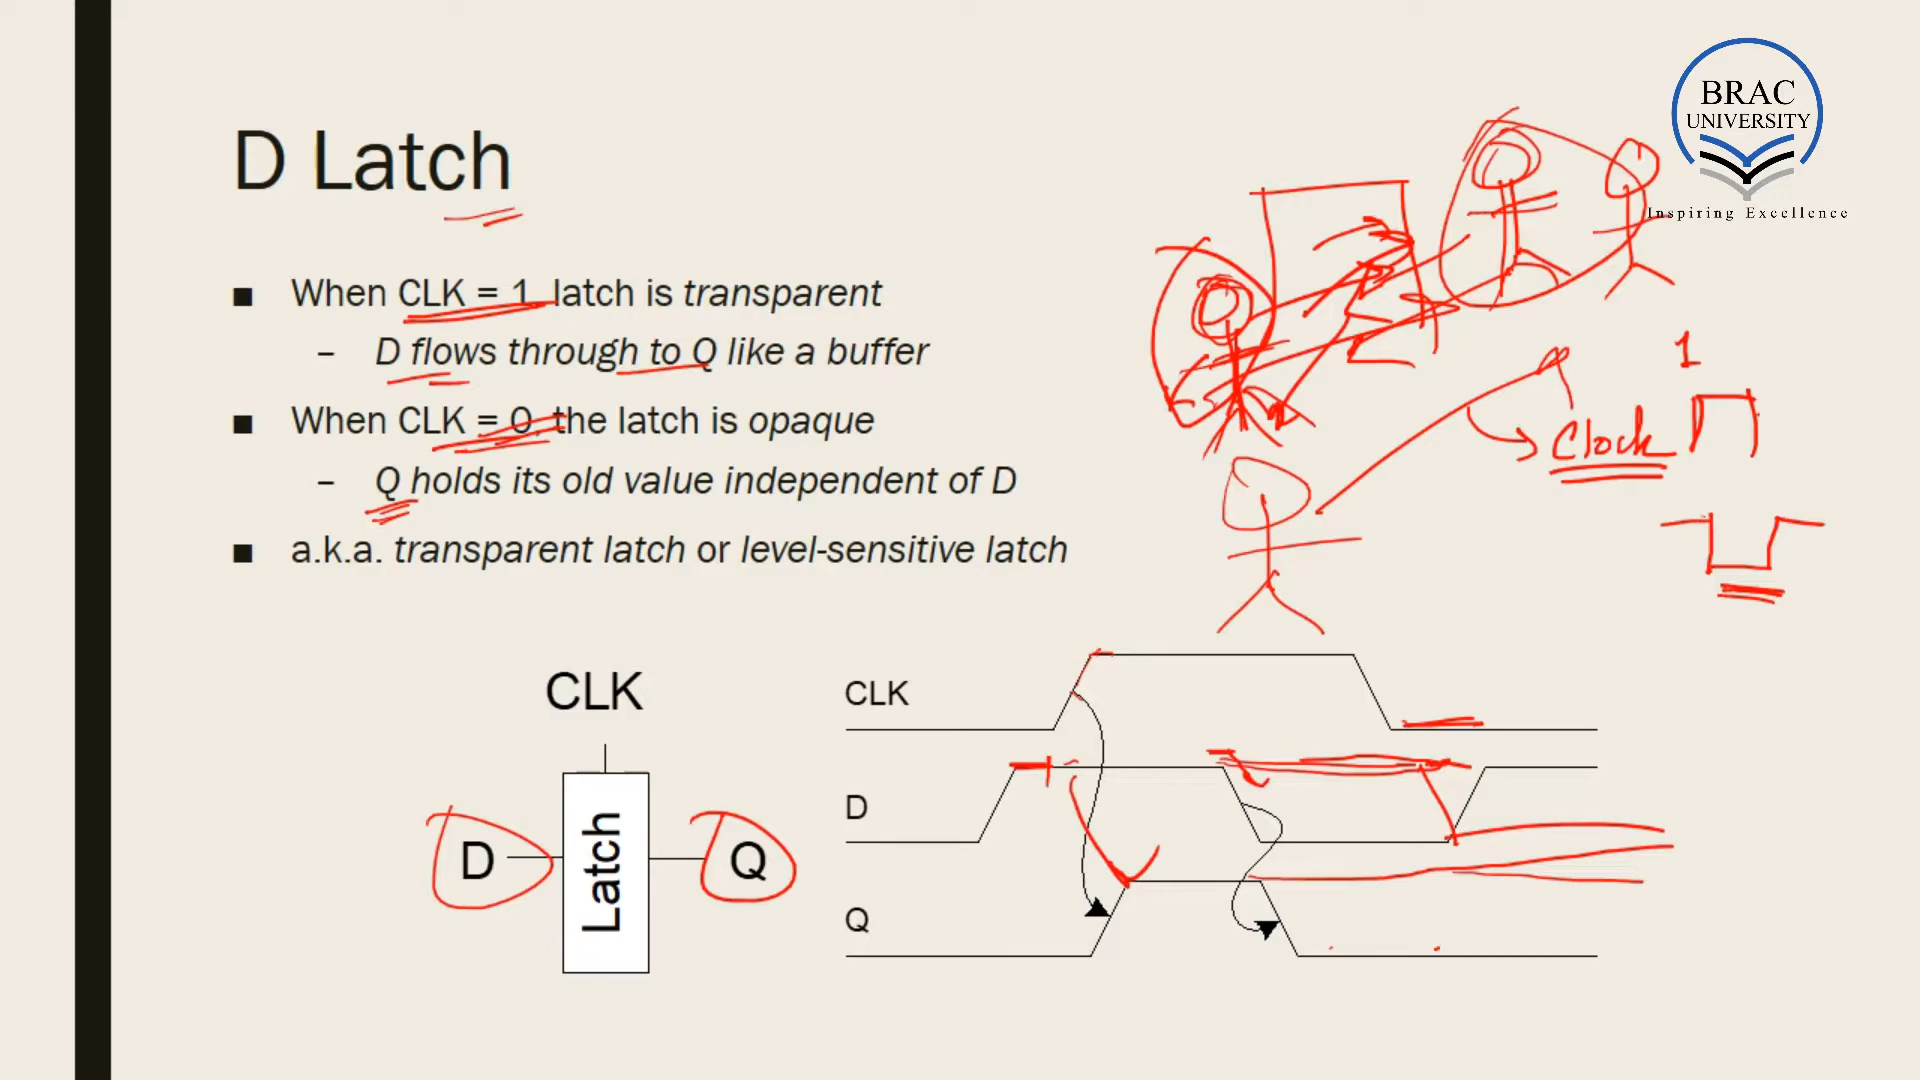 BRAC
UNIVERSITY
Inspiring Excellence
D Latch
■ When CLK = 1, latch is transparent
– D flows through to Q like a buffer
■ When CLK = 0, the latch is opaque
– Q holds its old value independent of D
■ a.k.a. transparent latch or level-sensitive latch
1
Clock
CLK
D
Latch
Q
CLK
D
Q